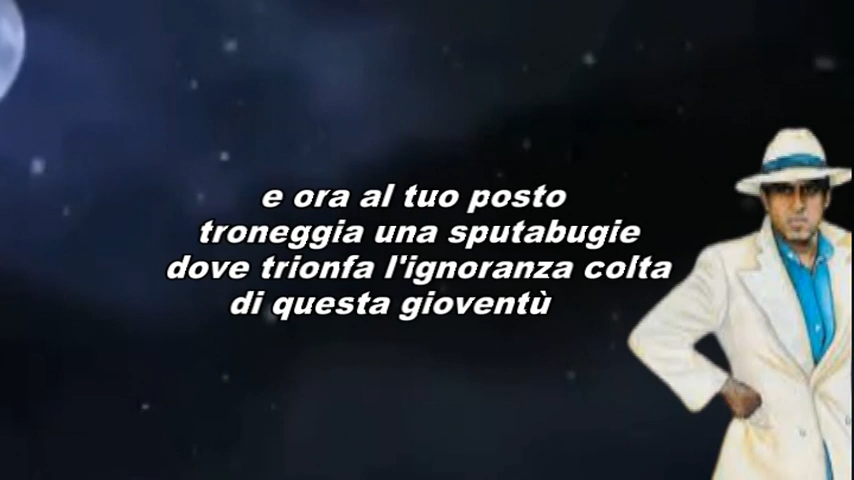 e ora al tuo posto
troneggia una sputabugie
dove trionfa l'ignoranza colta
di questa gioventù